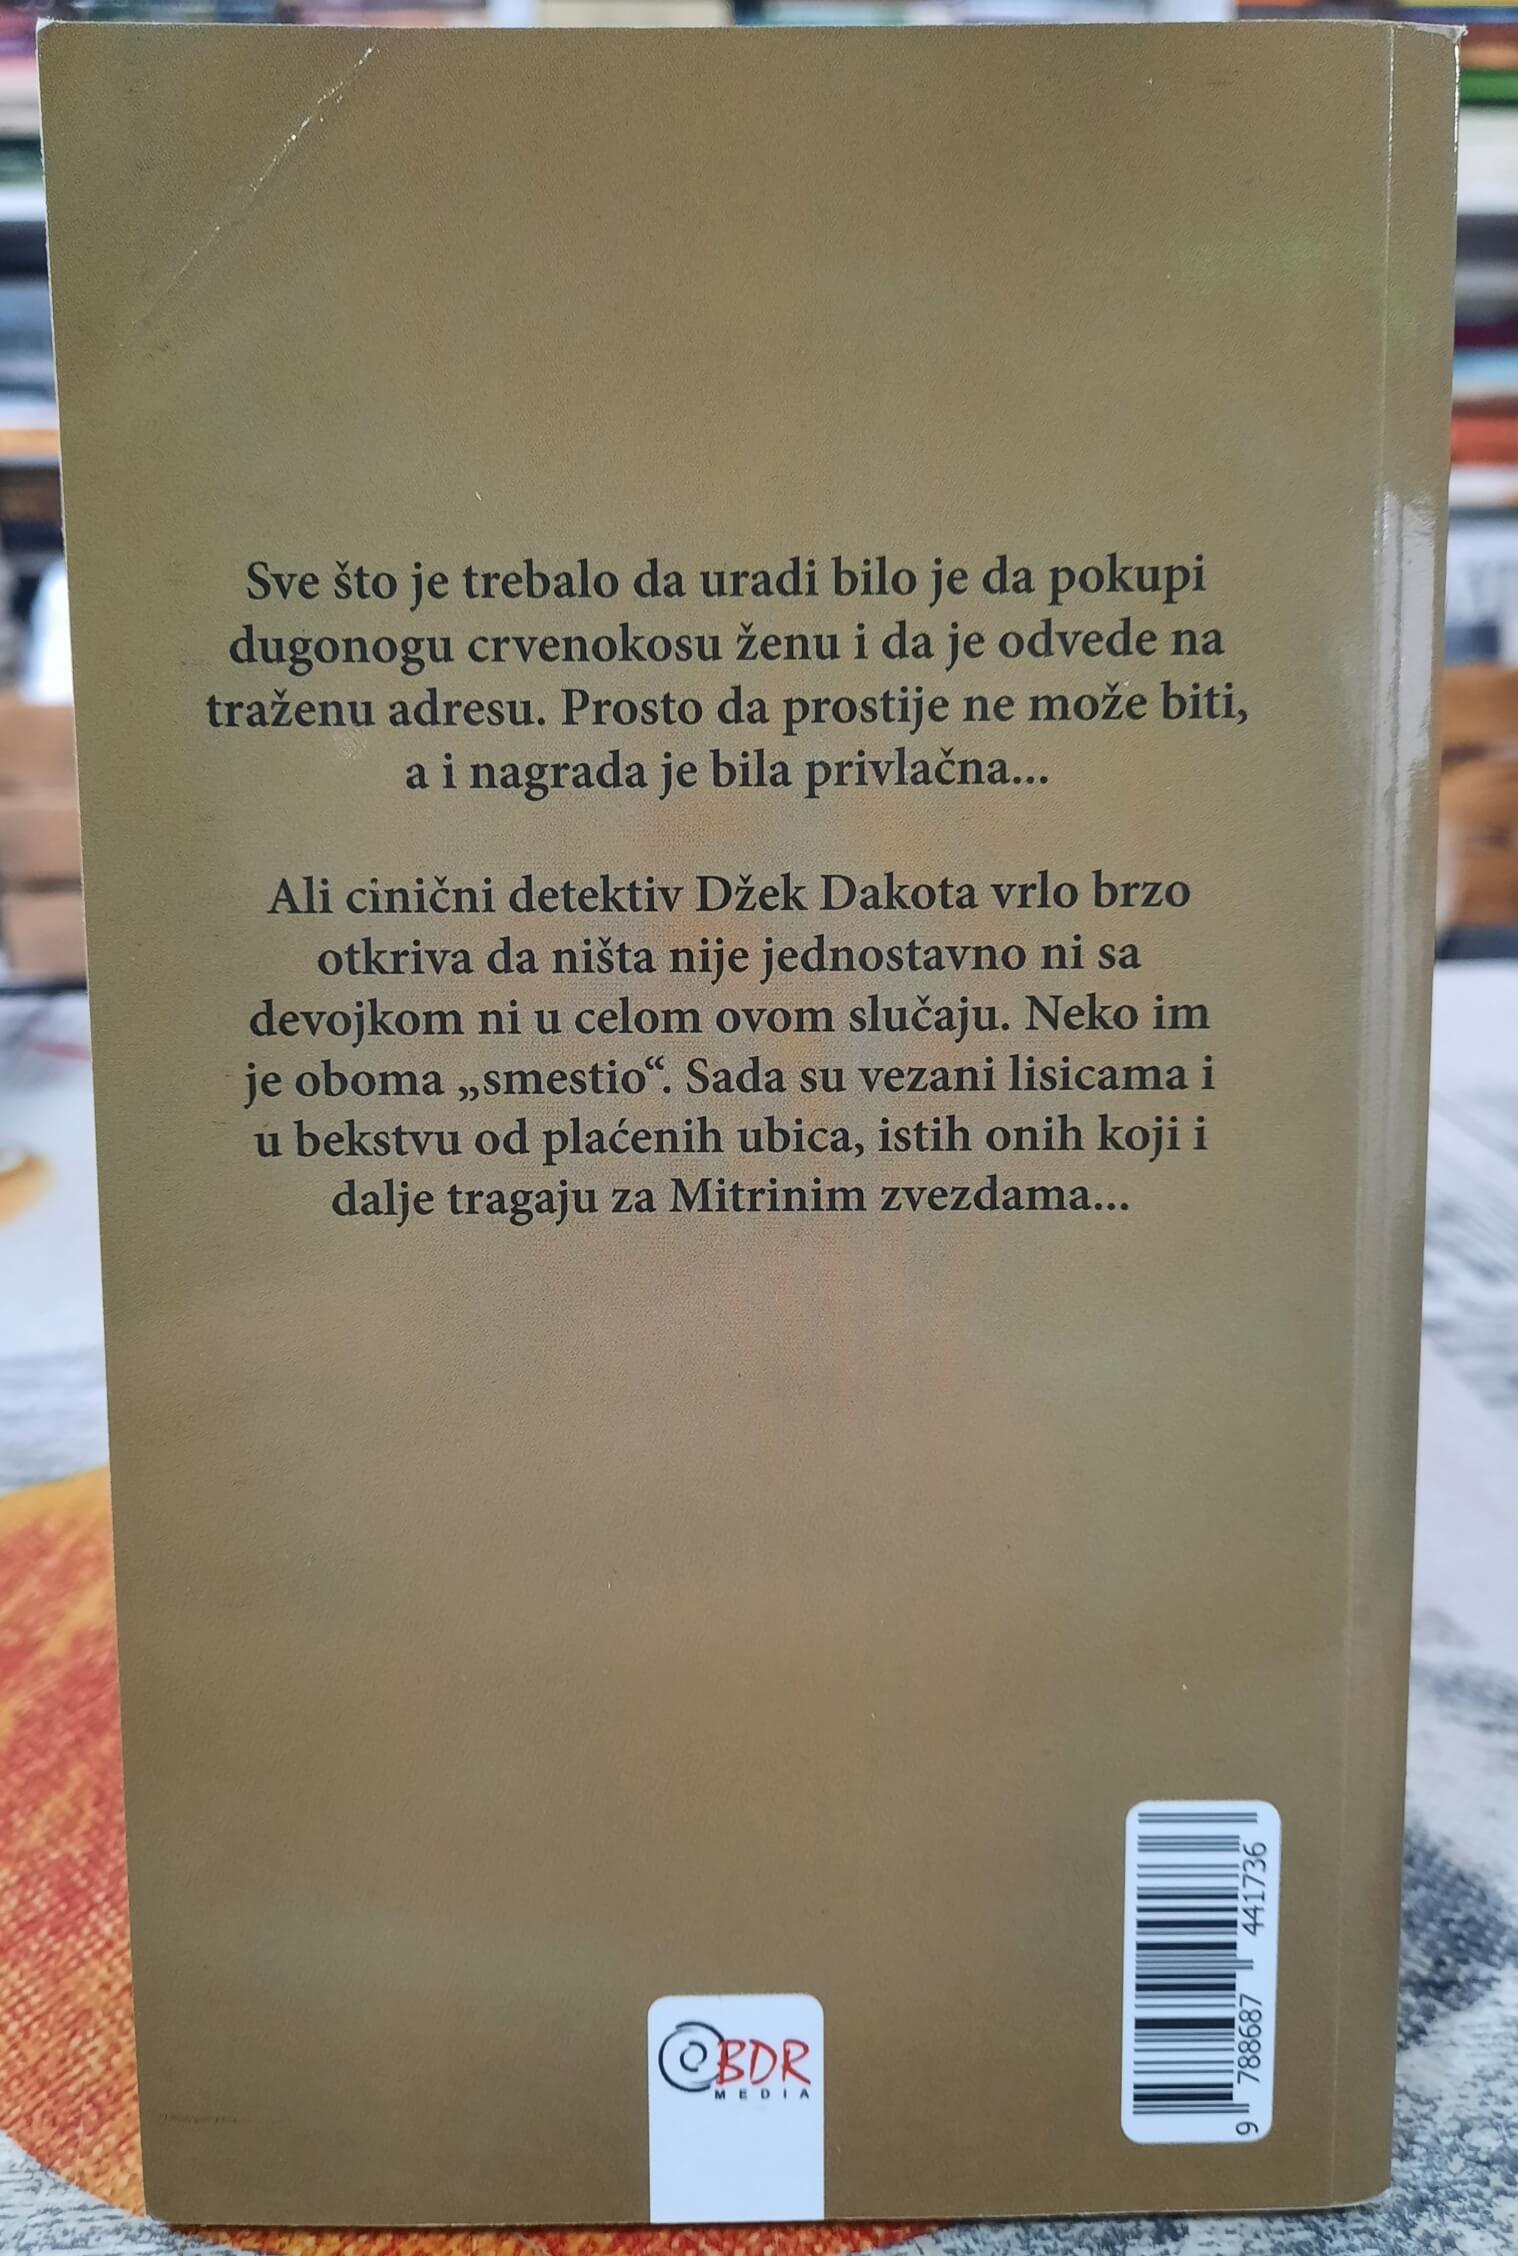 Sve što je trebalo da uradi bilo je da pokupi
dugonogu crvenokosu ženu i da je odvede na
traženu adresu. Prosto da prostije ne može biti,
a i nagrada je bila privlačna...
Ali cinični detektiv Džek Dakota vrlo brzo
otkriva da ništa nije jednostavno ni sa
devojkom ni u celom ovom slučaju. Neko im
je oboma „smestio“. Sada su vezani lisicama i
u bekstvu od plaćenih ubica, istih onih koji i
dalje tragaju za Mitrinim zvezdama...
BDR
MEDIA
9 788687 441736